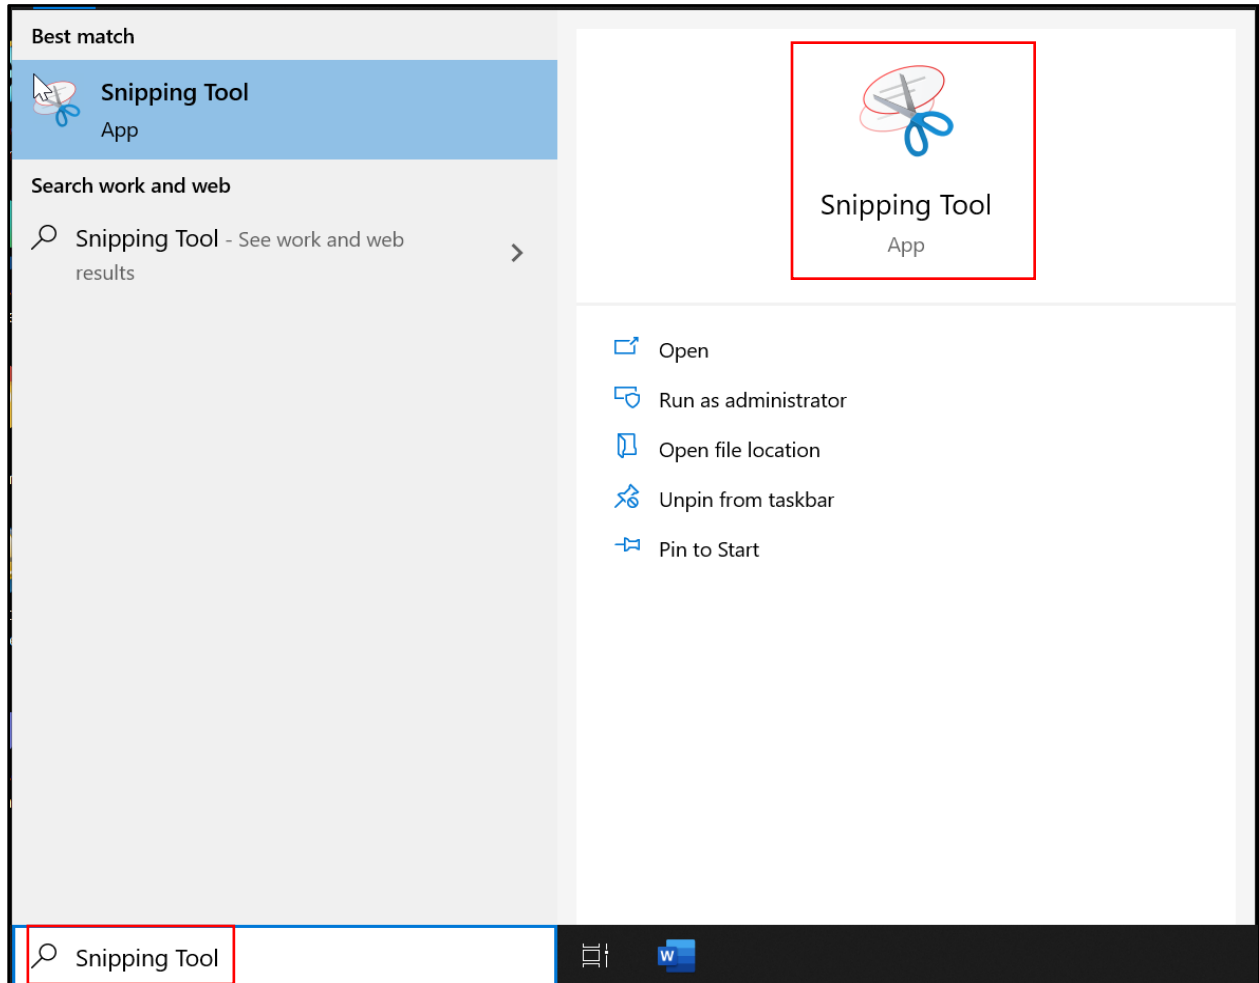 Best match
Snipping Tool
App
Search work and web
Snipping Tool - See work and web
results
Snipping Tool
App
Open
Run as administrator
Open file location
Unpin from taskbar
Pin to Start
Snipping Tool
W